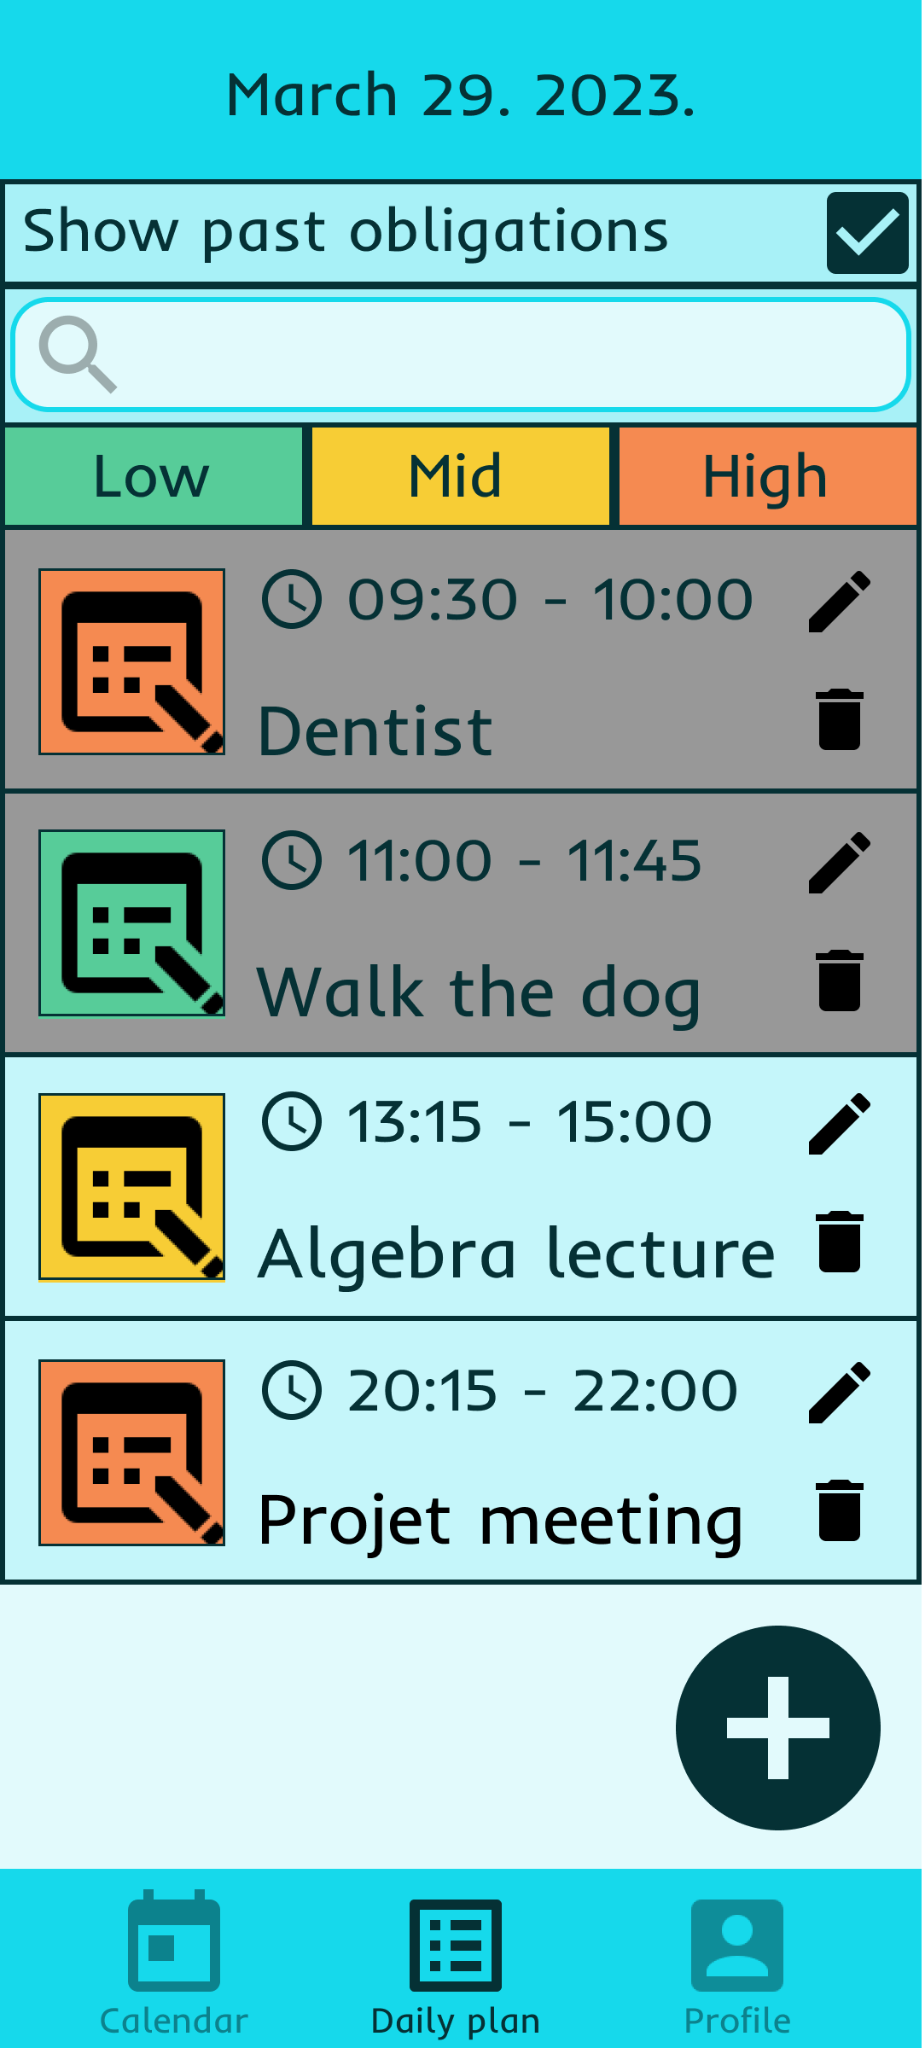 March 29. 2023.
Show past obligations
Low Mid High
09:30 - 10:00
Dentist
11:00 - 11:45
Walk the dog
13:15 - 15:00
Algebra lecture
20:15 - 22:00
Projet meeting
Calendar Daily plan Profile